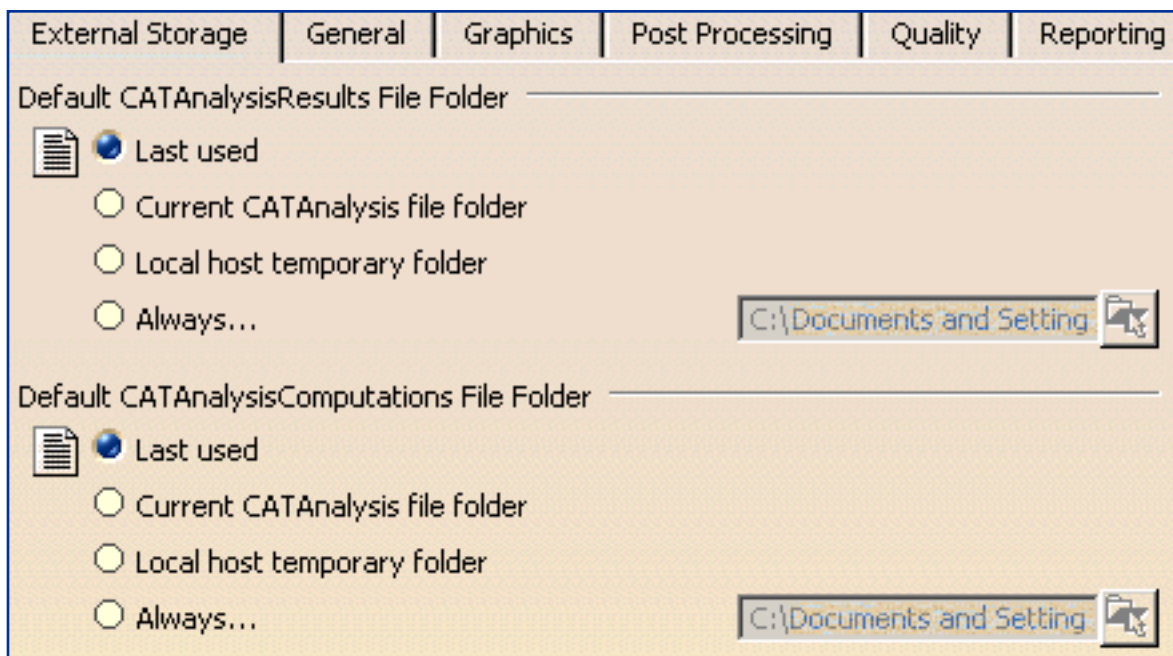 External Storage General Graphics Post Processing Quality Reporting
Default CATAnalysisResults File Folder
Last used
Current CATAnalysis file folder
Local host temporary folder
Always... C:\Documents and Setting
Default CATAnalysisComputations File Folder
Last used
Current CATAnalysis file folder
Local host temporary folder
Always... C:\Documents and Setting